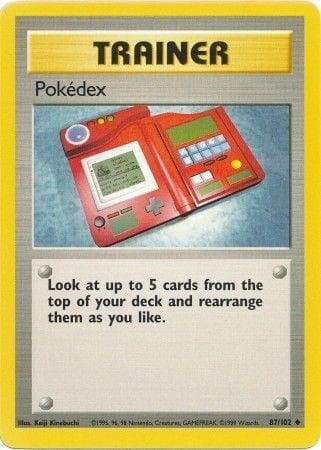 TRAINER
Pokédex
Look at up to 5 cards from the
top of your deck and rearrange
them as you like.
Illus. Keiji Kinebuchi ©1995, 96, 98 Nintendo, Creatures, GAMEFREAK. ©1999 Wizards. 87/102